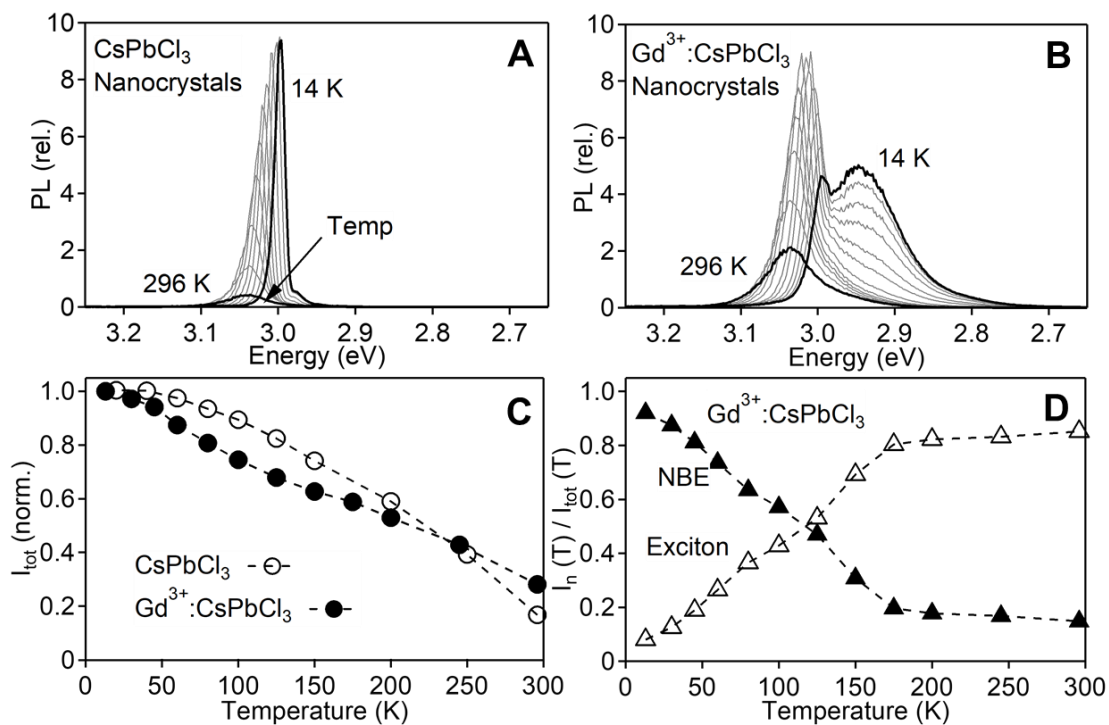 CsPbCl₃
Nanocrystals
A
14 K
Temp
296 K
PL (rel.)
10
8
6
4
2
0
3.2 3.1 3.0 2.9 2.8 2.7
Energy (eV)
Gd³⁺:CsPbCl₃
Nanocrystals
B
14 K
296 K
PL (rel.)
10
8
6
4
2
0
3.2 3.1 3.0 2.9 2.8 2.7
Energy (eV)
C
CsPbCl₃
Gd³⁺:CsPbCl₃
I_tot (norm.)
1.0
0.8
0.6
0.4
0.2
0
0 50 100 150 200 250 300
Temperature (K)
Gd³⁺:CsPbCl₃
D
NBE
Exciton
I_n (T) / I_tot (T)
1.0
0.8
0.6
0.4
0.2
0
0 50 100 150 200 250 300
Temperature (K)